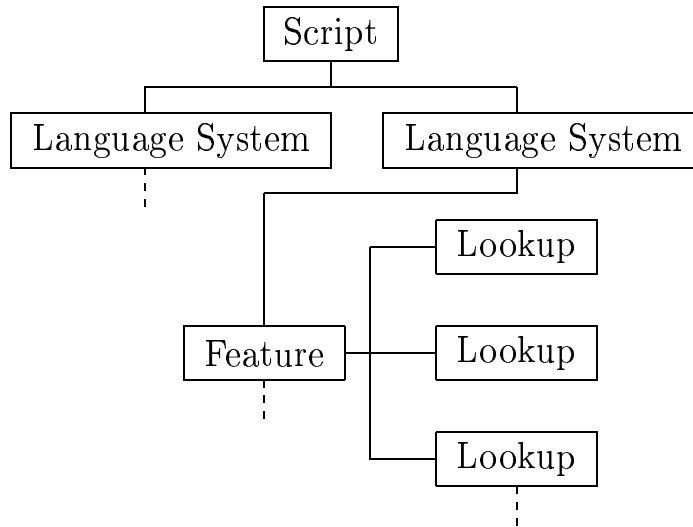 Script
Language System
Language System
Lookup
Feature
Lookup
Lookup